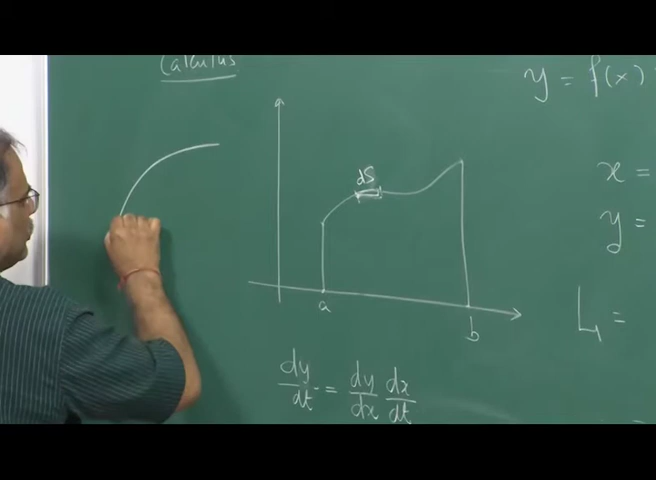 Calculus
y = f(x)
dS
x =
y =
a
b
L =
dy/dt = dy/dx dx/dt